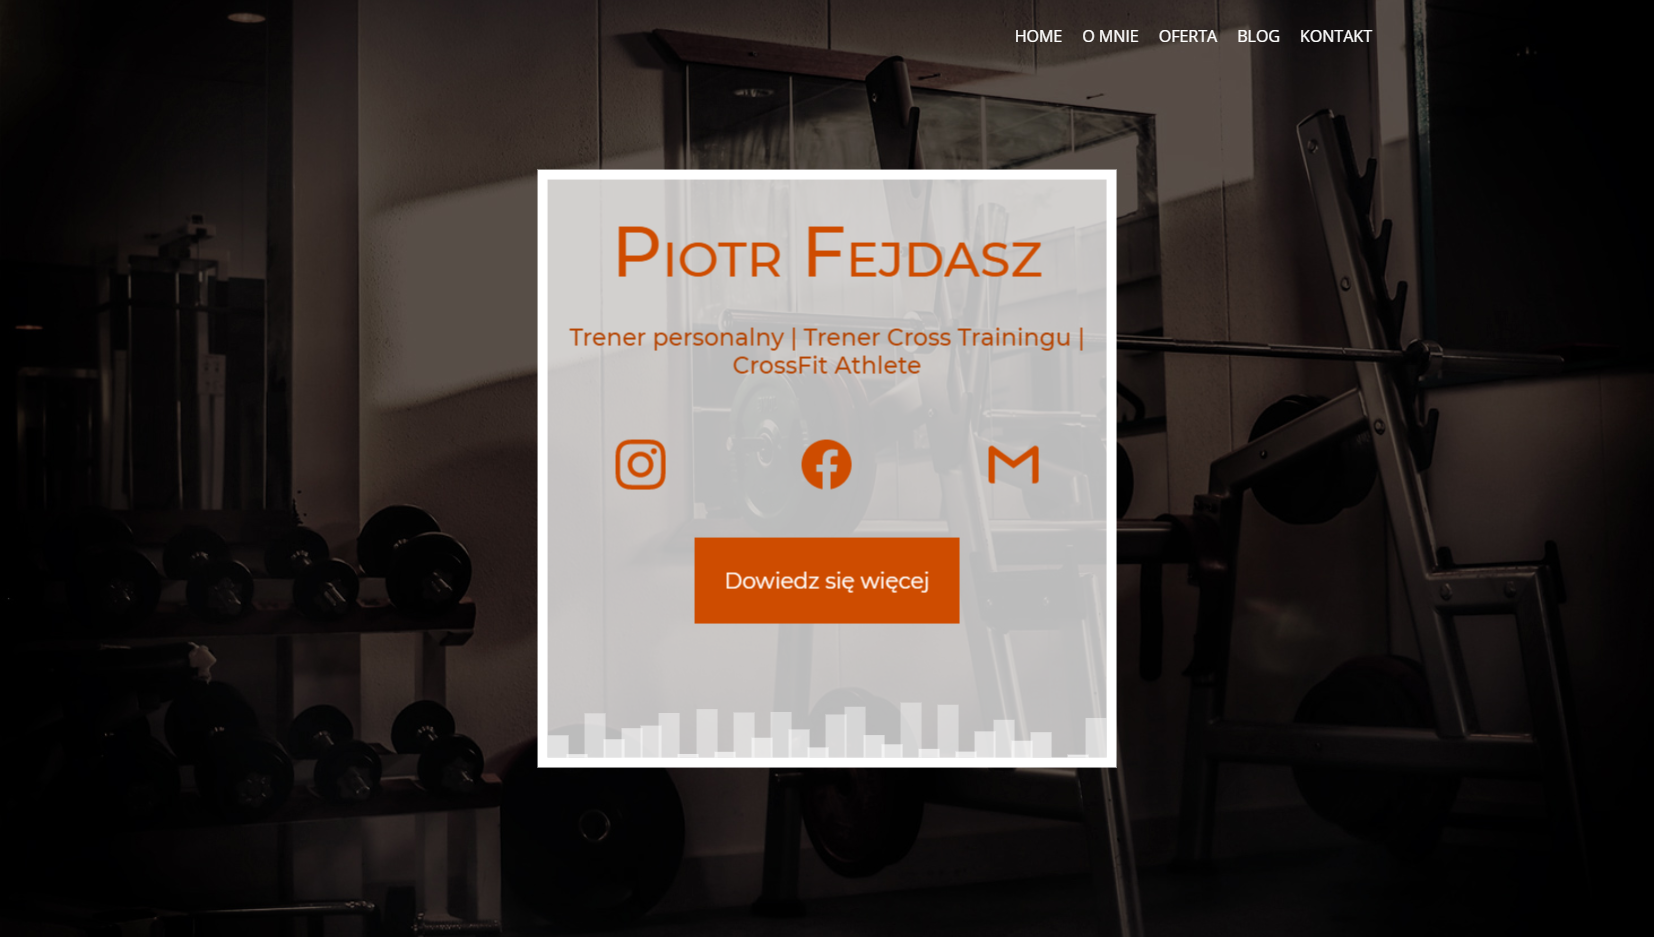 HOME O MNIE OFERTA BLOG KONTAKT
Piotr Fejdasz
Trener personalny | Trener Cross Trainingu |
CrossFit Athlete
Dowiedz się więcej